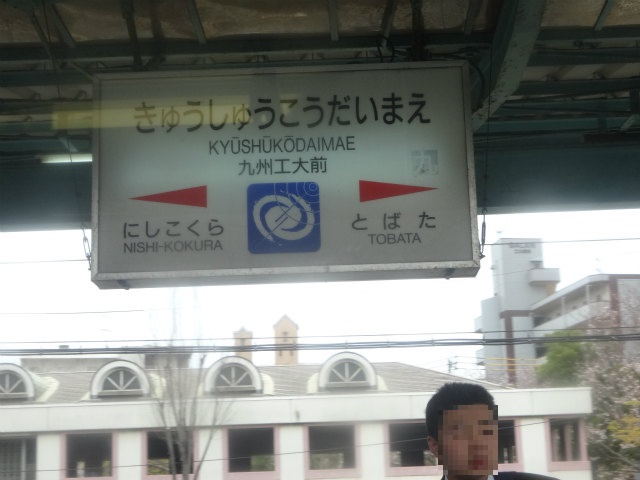 きゅうしゅうこうだいまえ
KYŪSHŪKŌDAIMAE
九州工大前
九
にしこくら
NISHI-KOKURA
とばた
TOBATA